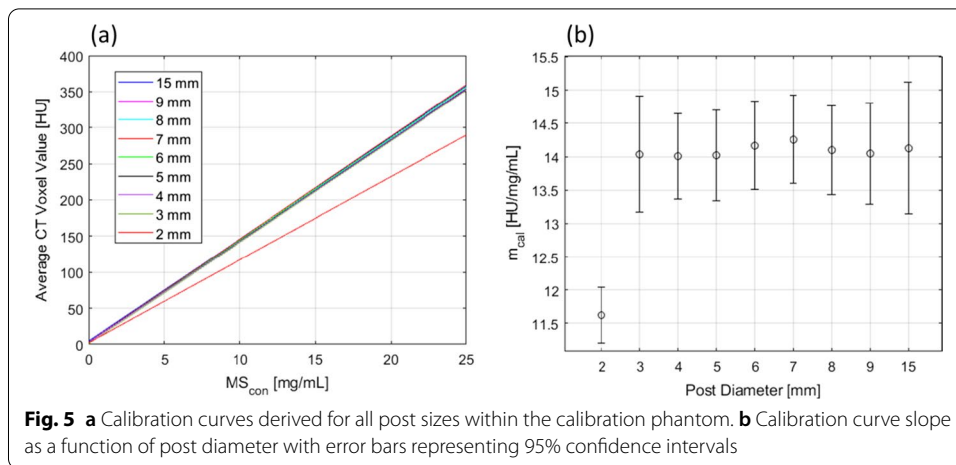 (a)
400
350
300
250
200
150
100
50
0
Average CT Voxel Value [HU]
15 mm
9 mm
8 mm
7 mm
6 mm
5 mm
4 mm
3 mm
2 mm
0 5 10 15 20 25
MS_con [mg/mL]
(b)
15.5
15
14.5
14
13.5
13
12.5
12
11.5
m_cal [HU/mg/mL]
2 3 4 5 6 7 8 9 15
Post Diameter [mm]
Fig. 5 a Calibration curves derived for all post sizes within the calibration phantom. b Calibration curve slope
as a function of post diameter with error bars representing 95% confidence intervals